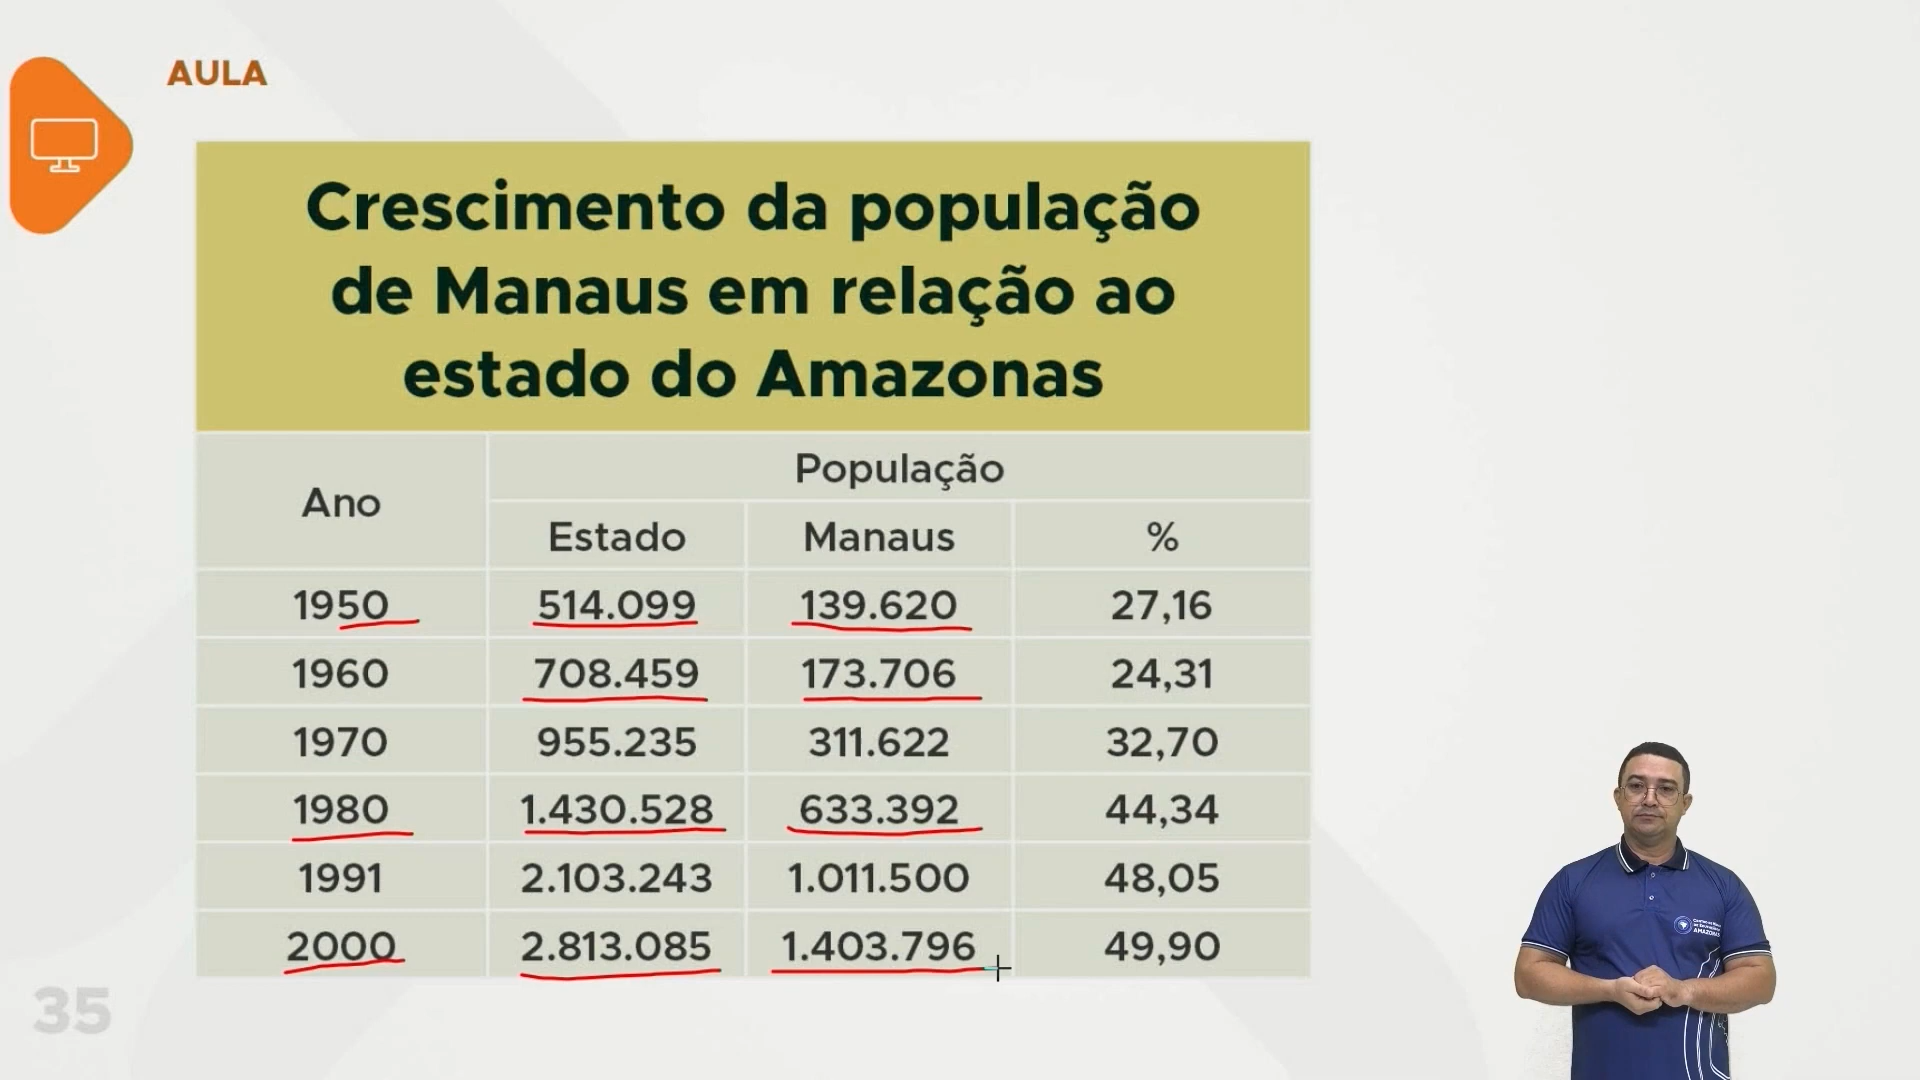 AULA
Crescimento da população
de Manaus em relação ao
estado do Amazonas
Ano
População
Estado Manaus %
1950 514.099 139.620 27,16
1960 708.459 173.706 24,31
1970 955.235 311.622 32,70
1980 1.430.528 633.392 44,34
1991 2.103.243 1.011.500 48,05
2000 2.813.085 1.403.796 49,90
35
AMAZONAS